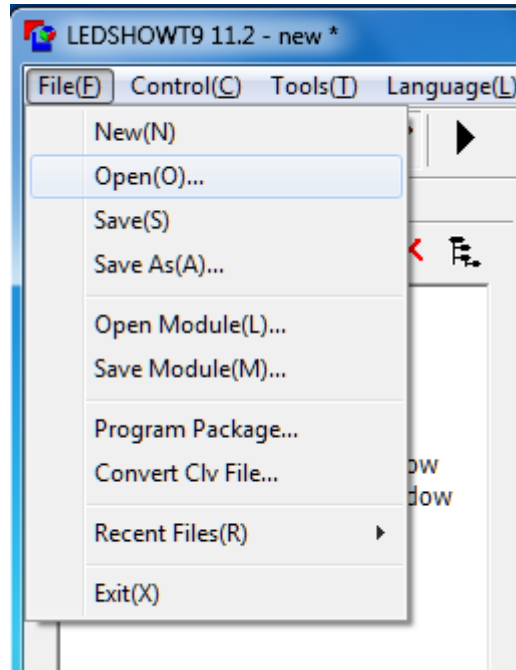 LEDSHOWT9 11.2 - new *
File(F) Control(C) Tools(T) Language(L)
New(N)
Open(O)...
Save(S)
Save As(A)...
Open Module(L)...
Save Module(M)...
Program Package...
Convert Clv File...
Recent Files(R)
Exit(X)